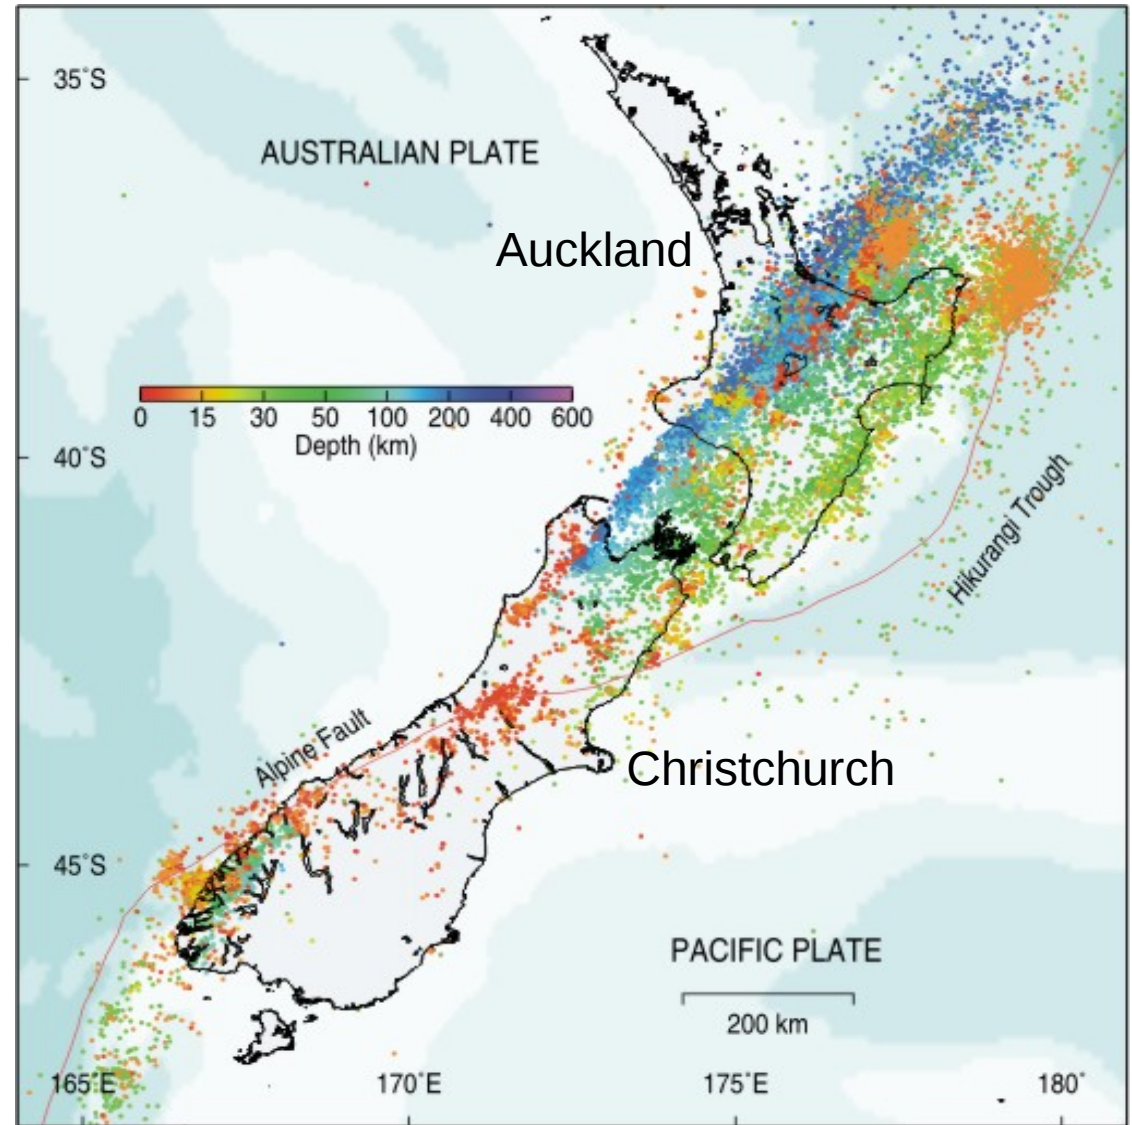 35°S
AUSTRALIAN PLATE
Auckland
0 15 30 50 100 200 400 600
Depth (km)
40°S
Hikurangi Trough
Alpine Fault
Christchurch
45°S
PACIFIC PLATE
200 km
165°E 170°E 175°E 180°